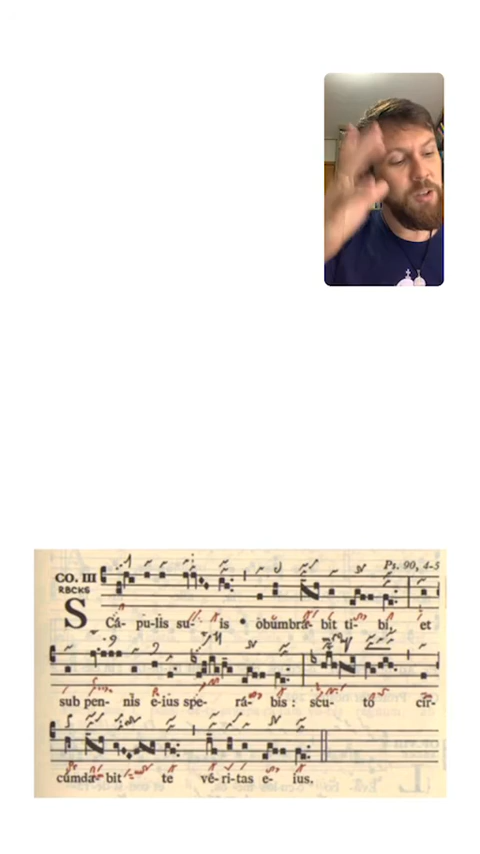 CO. III Ps. 90, 4-5
RBCKS
S Cá- pu-lis su- is • obumbrá- bit ti- bi, et
sub pen- nis e-ius spe- rá- bis : scu- to cir-
cúmda- bit te vé-ri-tas e- ius.